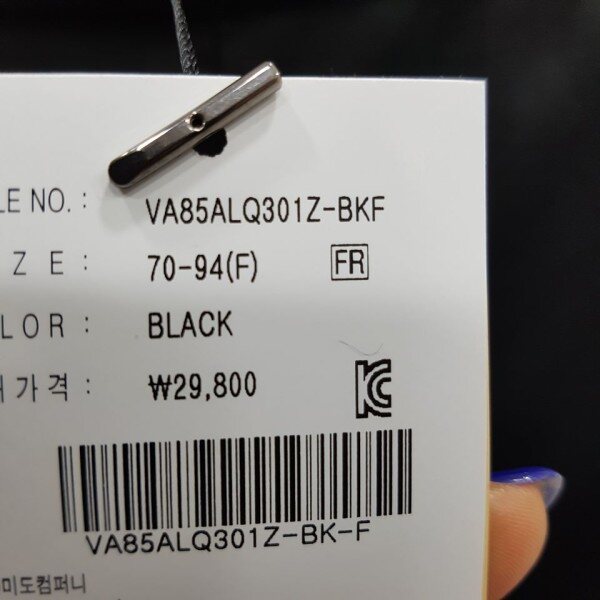 LE NO. : VA85ALQ301Z-BKF
Z E : 70-94(F) FR
LOR : BLACK
가격 : ₩29,800
KC
VA85ALQ301Z-BK-F
미도컴퍼니